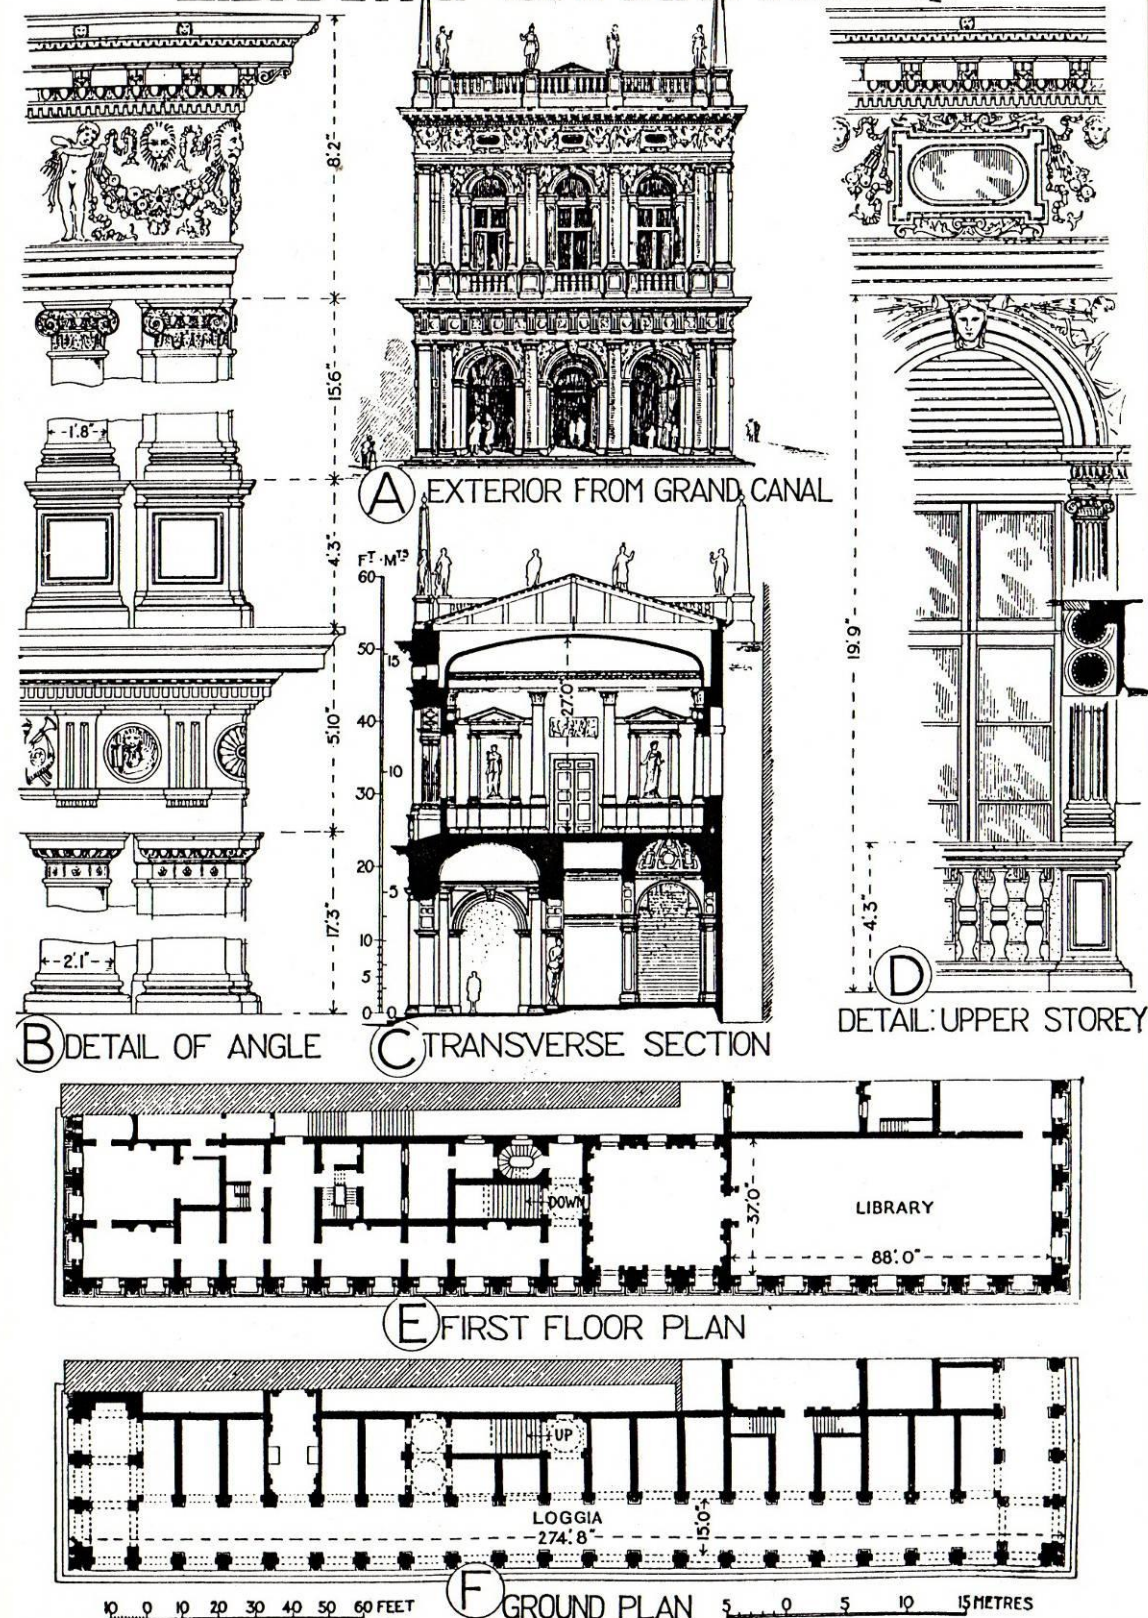 8'.2"
15'.6"
-1'.8"-
4'.3"
5'.10"
17'.3"
-2'.1"-
B DETAIL OF ANGLE
A EXTERIOR FROM GRAND CANAL
FT · MTS
60
50
15
40
10
30
20
5
10
5
0 0
27'.0"
C TRANSVERSE SECTION
19'.9"
4'.3"
D
DETAIL: UPPER STOREY
DOWN
37'.0"
LIBRARY
88'.0"
E FIRST FLOOR PLAN
UP
LOGGIA
274'.8"
15'.0"
F GROUND PLAN
10 0 10 20 30 40 50 60 FEET
5 0 5 10 15 METRES